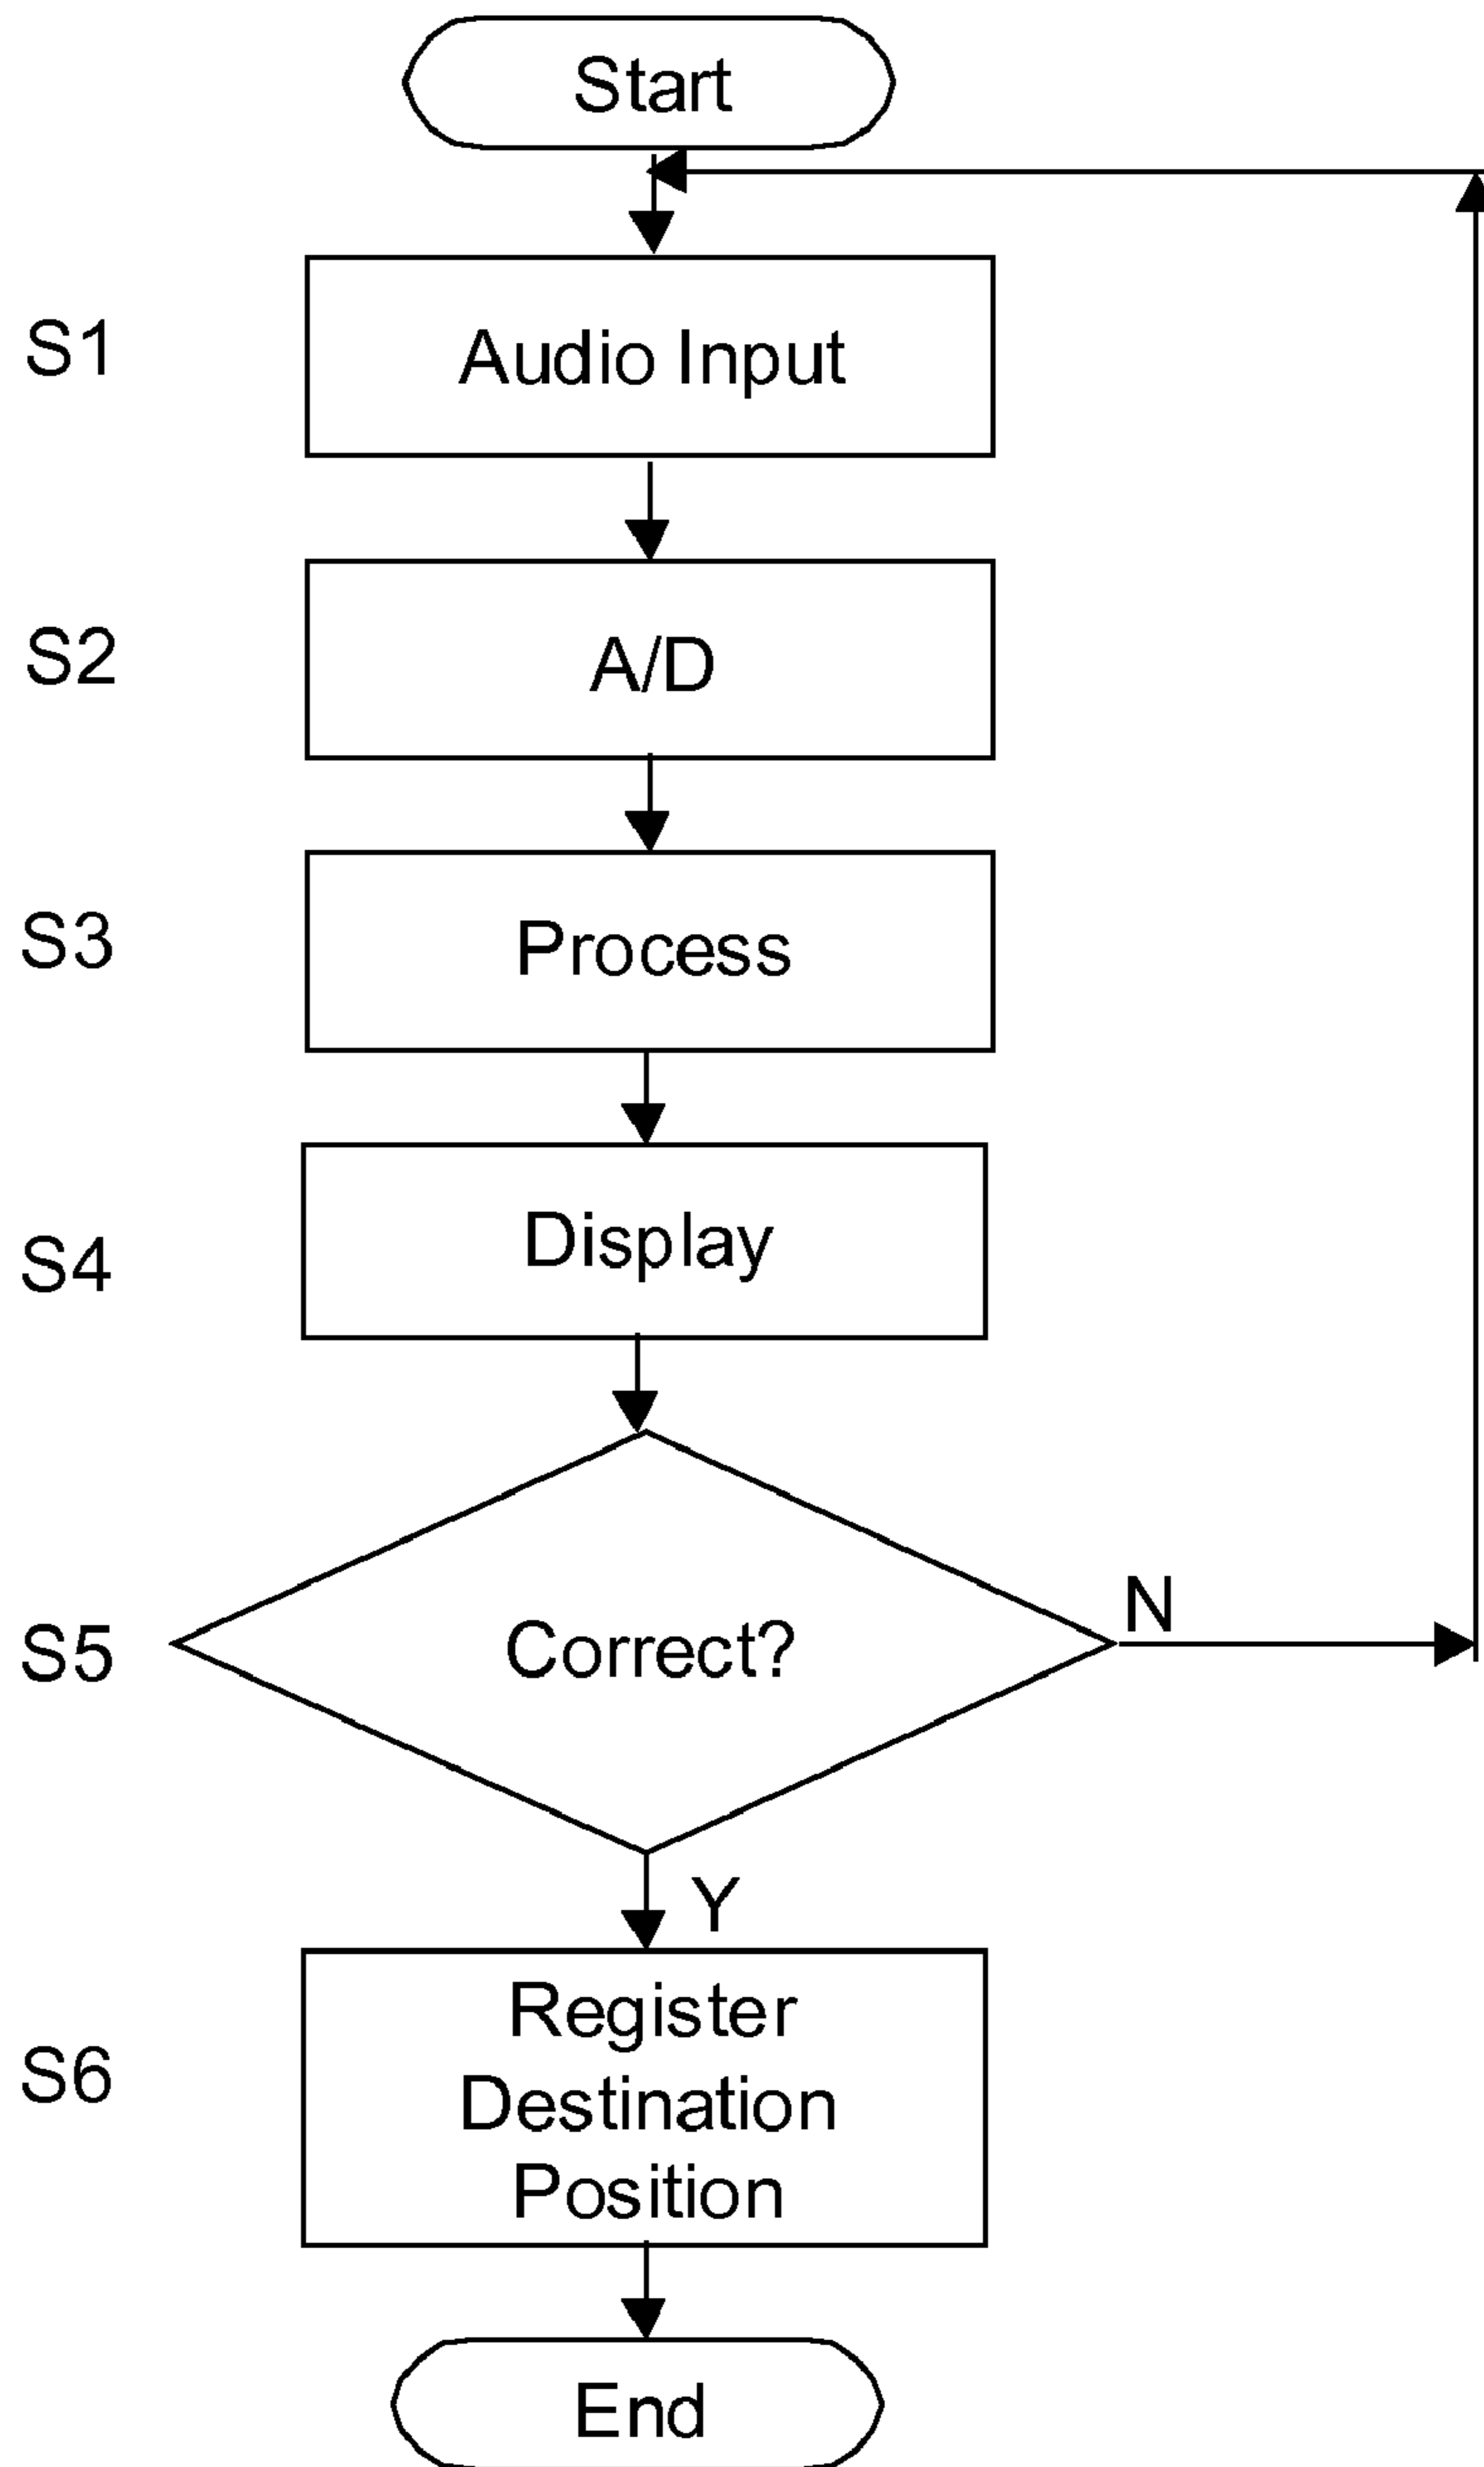 Start
S1
Audio Input
S2
A/D
S3
Process
S4
Display
S5
Correct?
N
Y
S6
Register
Destination
Position
End